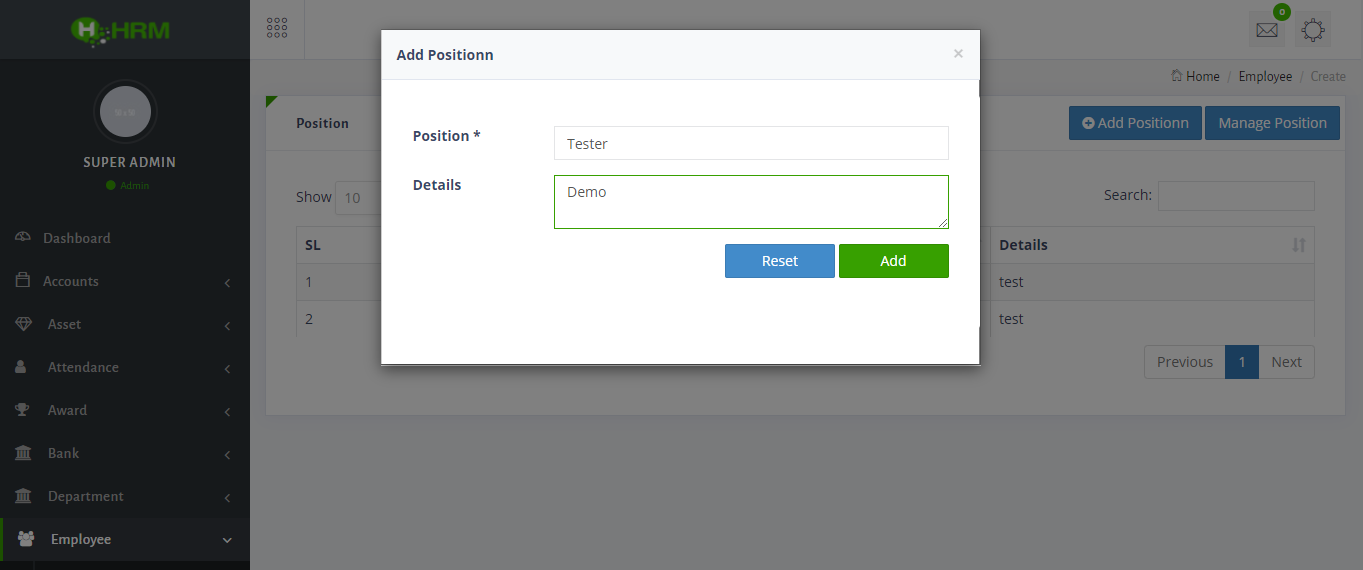 HRM
0
Add Positionn
×
Home / Employee / Create
SUPER ADMIN
Admin
Position
Add Positionn
Manage Position
Position *
Tester
Details
Demo
Show 10
Search:
Reset
Add
SL
Details
1
test
2
test
Previous
1
Next
Dashboard
Accounts
Asset
Attendance
Award
Bank
Department
Employee